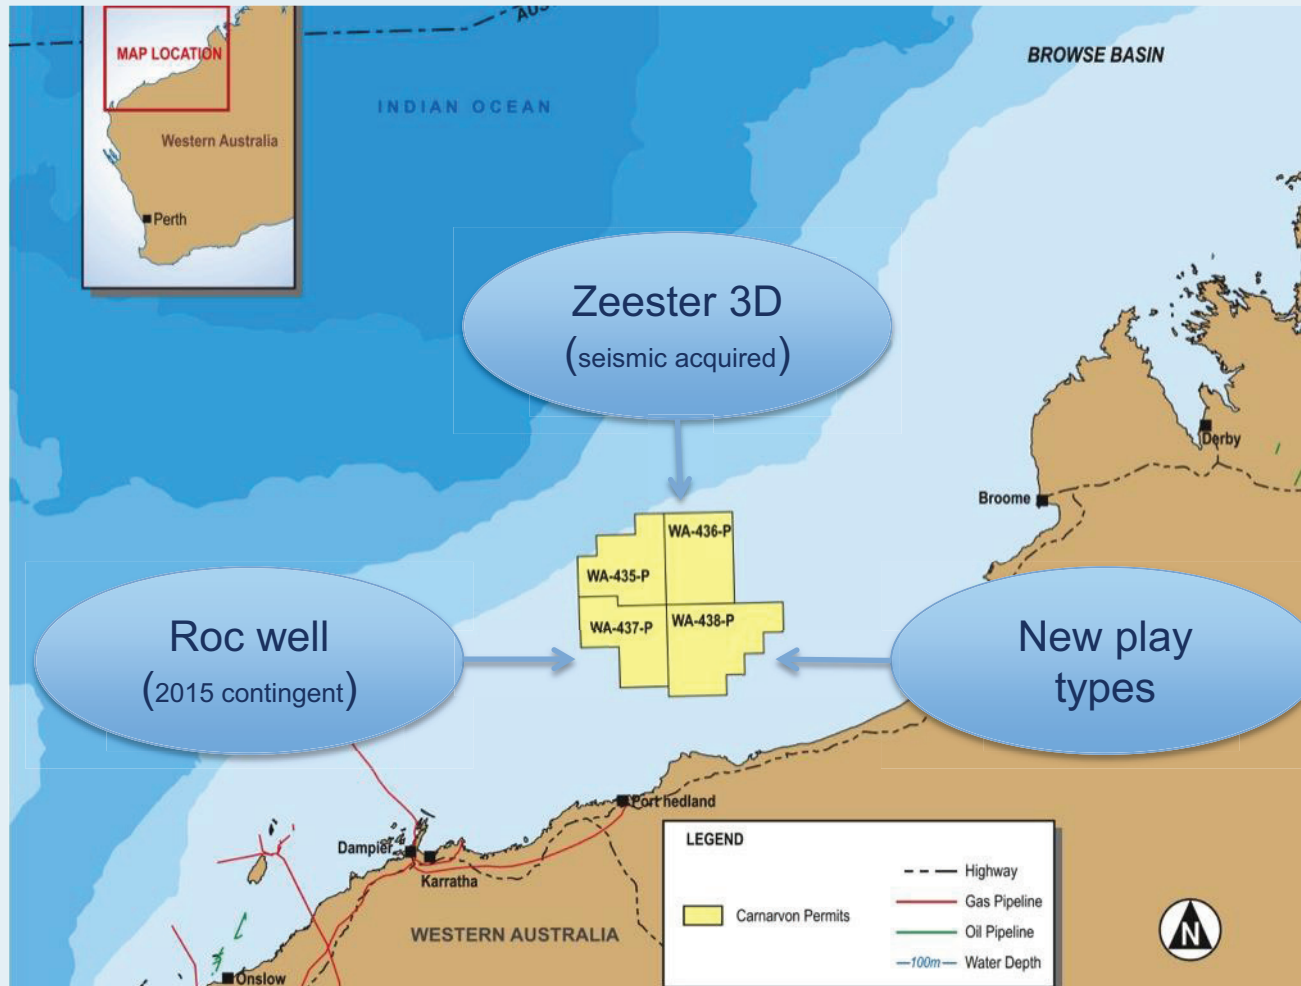 AUS
MAP LOCATION
BROWSE BASIN
INDIAN OCEAN
Western Australia
Perth
Zeester 3D
(seismic acquired)
Derby
Broome
WA-436-P
WA-435-P
WA-437-P
WA-438-P
Roc well
(2015 contingent)
New play
types
Port hedland
Dampier
Karratha
WESTERN AUSTRALIA
Onslow
LEGEND
Highway
Gas Pipeline
Carnarvon Permits
Oil Pipeline
100m Water Depth
N